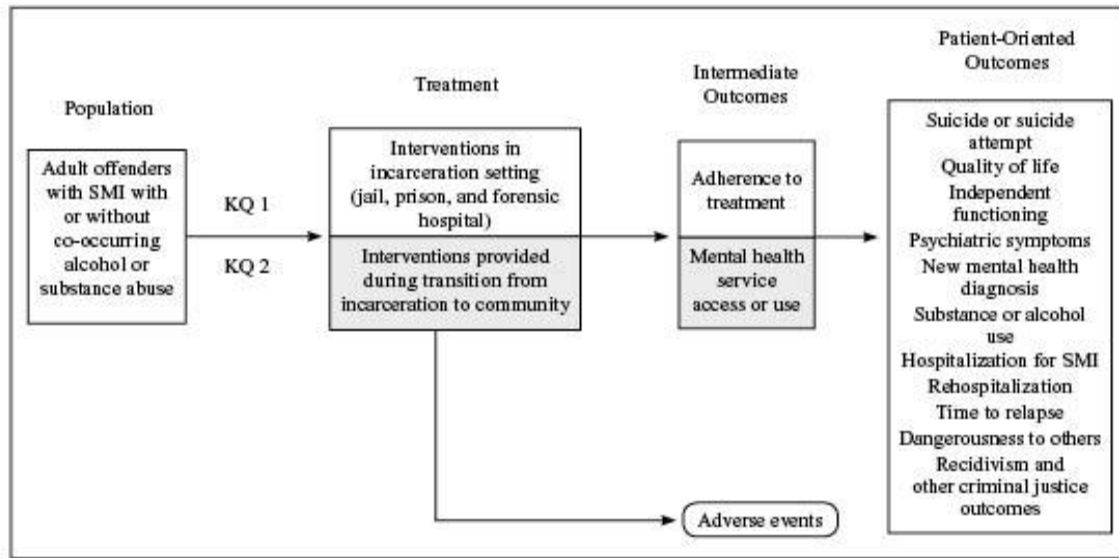 Population
Adult offenders
with SMI with
or without
co-occurring
alcohol or
substance abuse
KQ 1
KQ 2
Treatment
Interventions in
incarceration setting
(jail, prison, and forensic
hospital)
Interventions provided
during transition from
incarceration to community
Intermediate
Outcomes
Adherence to
treatment
Mental health
service
access or use
Adverse events
Patient-Oriented
Outcomes
Suicide or suicide
attempt
Quality of life
Independent
functioning
Psychiatric symptoms
New mental health
diagnosis
Substance or alcohol
use
Hospitalization for SMI
Rehospitalization
Time to relapse
Dangerousness to others
Recidivism and
other criminal justice
outcomes